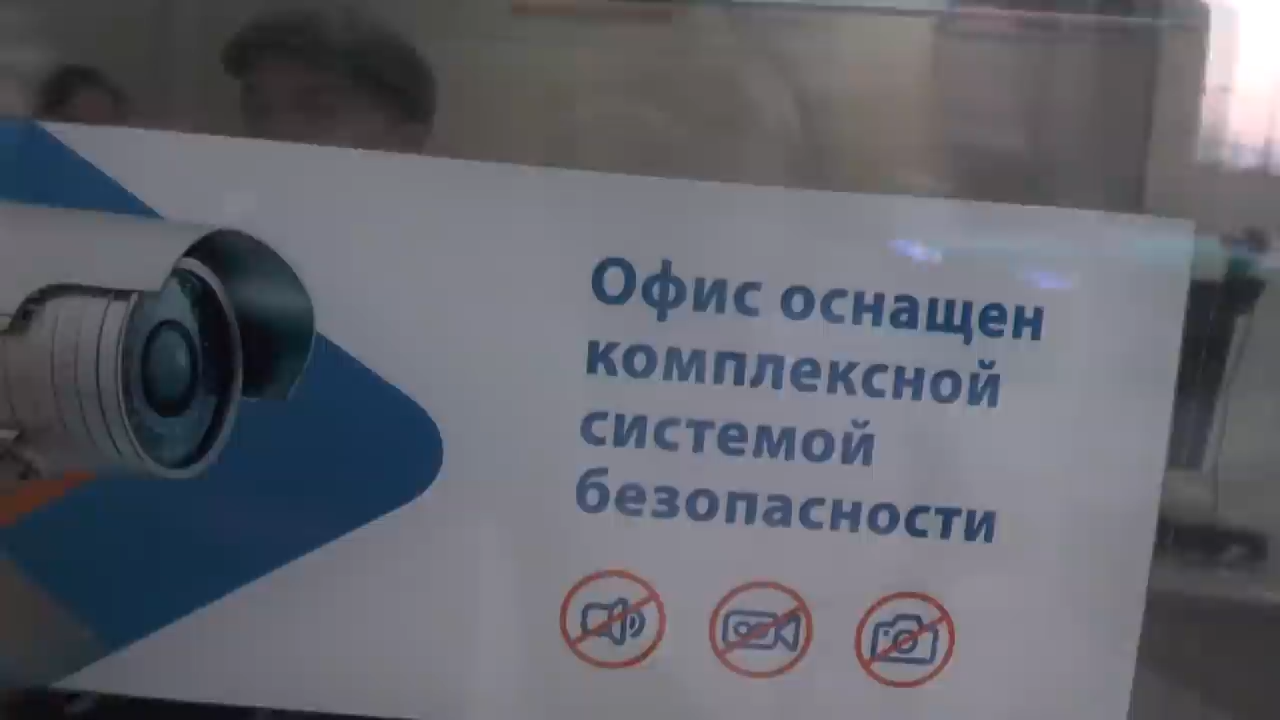 Офис оснащен
комплексной
системой
безопасности